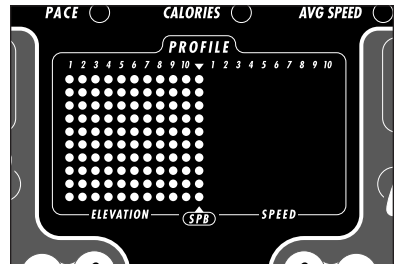 PACE CALORIES AVG SPEED
PROFILE
1 2 3 4 5 6 7 8 9 10 1 2 3 4 5 6 7 8 9 10
ELEVATION SPB SPEED